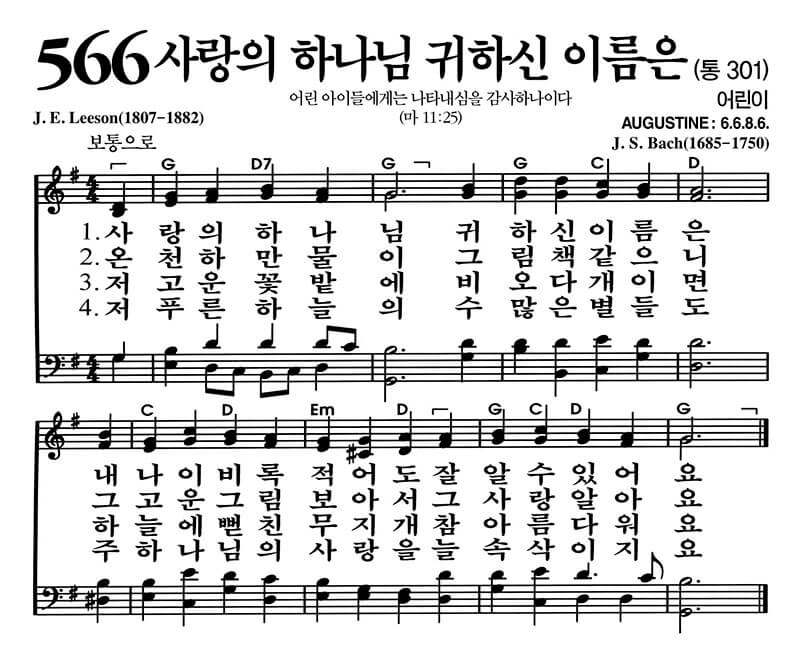 566 사랑의 하나님 귀하신 이름은 (통 301)
어린 아이들에게는 나타내심을 감사하나이다
어린이
J. E. Leeson(1807-1882)
(마 11:25)
AUGUSTINE: 6.6.8.6.
보통으로
J. S. Bach(1685-1750)
G D7 G G C D
1. 사 랑 의 하 나 님 귀 하 신 이 름 은
2. 온 천 하 만 물 이 그 림 책 같 으 니
3. 저 고 운 꽃 밭 에 비 오 다 개 이 면
4. 저 푸 른 하 늘 의 수 많 은 별 들 도
C D Em D G C D G
내 나 이 비 록 적 어 도 잘 알 수 있 어 요
그 고 운 그 림 보 아 서 그 사 랑 알 아 요
하 늘 에 뻗 친 무 지 개 참 아 름 다 워 요
주 하 나 님 의 사 랑 을 늘 속 삭 이 지 요